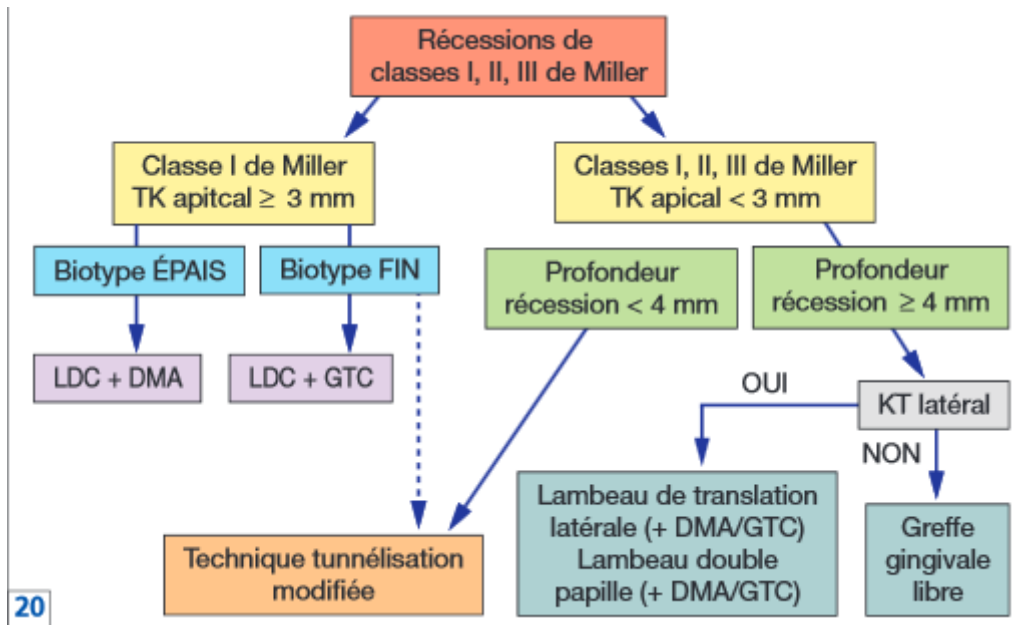 Récessions de
classes I, II, III de Miller
Classe I de Miller
TK apitcal ≥ 3 mm
Classes I, II, III de Miller
TK apical < 3 mm
Biotype ÉPAIS
Biotype FIN
Profondeur
récession < 4 mm
Profondeur
récession ≥ 4 mm
LDC + DMA
LDC + GTC
OUI
KT latéral
NON
Lambeau de translation
latérale (+ DMA/GTC)
Lambeau double
papille (+ DMA/GTC)
Greffe
gingivale
libre
Technique tunnélisation
modifiée
20